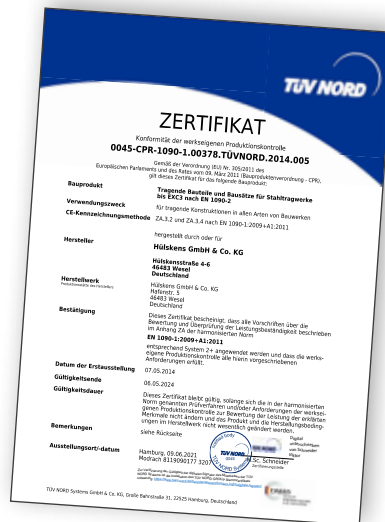 TÜV NORD
ZERTIFIKAT
Konformität der werkseigenen Produktionskontrolle
0045-CPR-1090-1.00378.TÜVNORD.2014.005
Gemäß der Verordnung (EU) Nr. 305/2011 des
Europäischen Parlaments und des Rates vom 09. März 2011 (Bauproduktenverordnung - CPR),
gilt dieses Zertifikat für das folgende Bauprodukt:
Bauprodukt
Tragende Bauteile und Bausätze für Stahltragwerke
bis EXC3 nach EN 1090-2
Verwendungszweck
für tragende Konstruktionen in allen Arten von Bauwerken
CE-Kennzeichnungsmethode ZA.3.2 und ZA.3.4 nach EN 1090-1:2009+A1:2011
hergestellt durch oder für
Hersteller
Hülskens GmbH & Co. KG
Hülskensstraße 4-6
46483 Wesel
Deutschland
Herstellwerk
Hülskens GmbH & Co. KG
Hafenstr. 5
46483 Wesel
Deutschland
Bestätigung
Dieses Zertifikat bescheinigt, dass alle Vorschriften über die
Bewertung und Überprüfung der Leistungsbeständigkeit beschrieben
im Anhang ZA der harmonisierten Norm
EN 1090-1:2009+A1:2011
entsprechend System 2+ angewendet werden und dass die werks-
eigene Produktionskontrolle alle hierin vorgeschriebenen
Anforderungen erfüllt.
Datum der Erstausstellung
07.05.2014
Gültigkeitsende
06.05.2024
Gültigkeitsdauer
Dieses Zertifikat bleibt gültig, solange sich die in der harmonisierten
Norm genannten Prüfverfahren und/oder Anforderungen der werksei-
genen Produktionskontrolle zur Bewertung der Leistung der erklärten
Merkmale nicht ändern und das Produkt und die Herstellungsbeding-
ungen im Herstellwerk nicht wesentlich geändert werden.
Bemerkungen
siehe Rückseite
Ausstellungsort/-datum
Hamburg, 09.06.2021
M.Sc. Schneider
TÜV NORD Systems GmbH & Co. KG, Große Bahnstraße 31, 22525 Hamburg, Deutschland